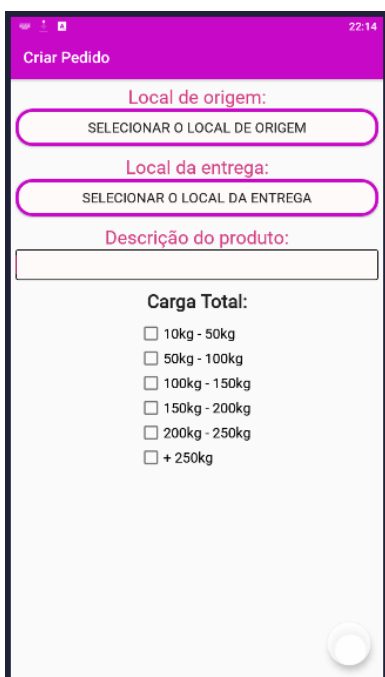 22:14
Criar Pedido
Local de origem:
SELECIONAR O LOCAL DE ORIGEM
Local da entrega:
SELECIONAR O LOCAL DA ENTREGA
Descrição do produto:
Carga Total:
10kg - 50kg
50kg - 100kg
100kg - 150kg
150kg - 200kg
200kg - 250kg
+ 250kg